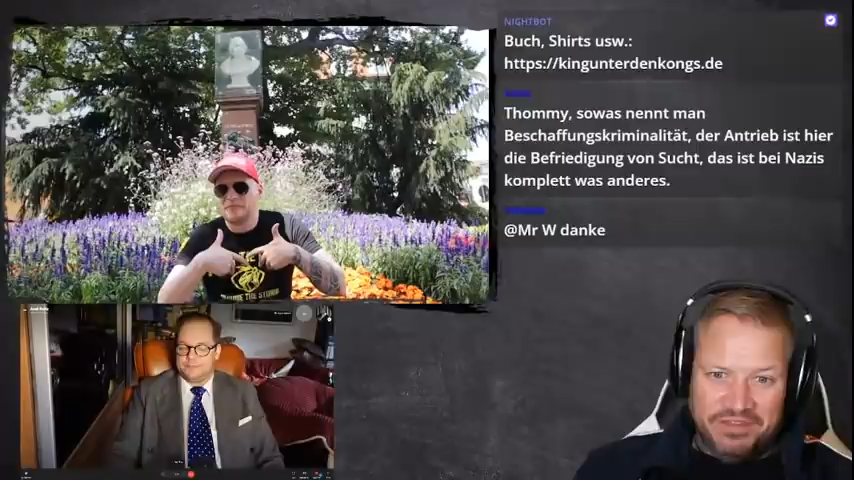 NIGHTBOT
Buch, Shirts usw.:
https://kingunterdenkongs.de
Thommy, sowas nennt man
Beschaffungskriminalität, der Antrieb ist hier
die Befriedigung von Sucht, das ist bei Nazis
komplett was anderes.
@Mr W danke